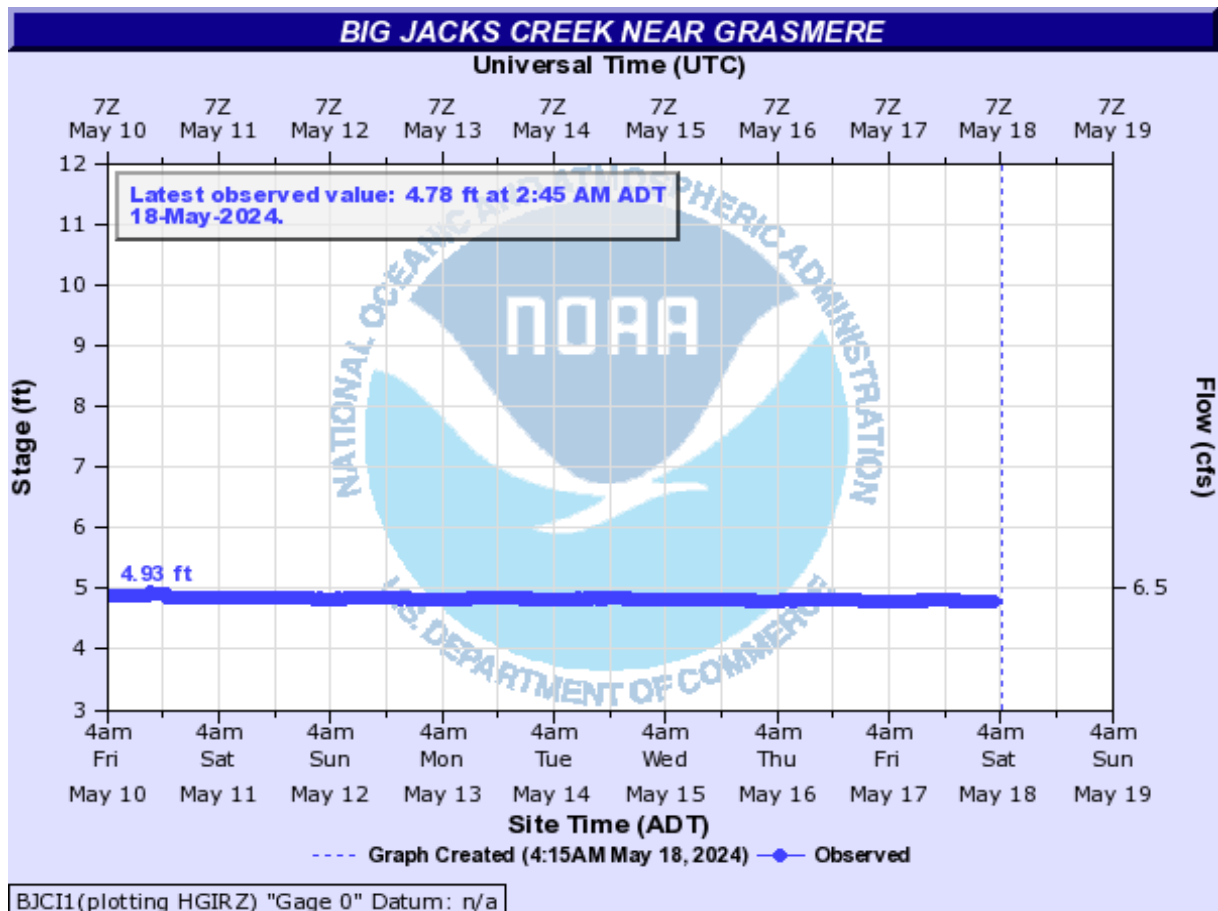 BIG JACKS CREEK NEAR GRASMERE
Universal Time (UTC)
7Z 7Z 7Z 7Z 7Z 7Z 7Z 7Z 7Z 7Z
May 10 May 11 May 12 May 13 May 14 May 15 May 16 May 17 May 18 May 19
Latest observed value: 4.78 ft at 2:45 AM ADT
18-May-2024.
12
11
10
9
8
7
6
5
4
3
Stage (ft)
Flow (cfs)
6.5
4.93 ft
NATIONAL OCEANIC AND ATMOSPHERIC ADMINISTRATION
NOAA
U.S. DEPARTMENT OF COMMERCE
4am 4am 4am 4am 4am 4am 4am 4am 4am 4am
Fri Sat Sun Mon Tue Wed Thu Fri Sat Sun
May 10 May 11 May 12 May 13 May 14 May 15 May 16 May 17 May 18 May 19
Site Time (ADT)
Graph Created (4:15AM May 18, 2024) Observed
BJCI1(plotting HGIRZ) "Gage 0" Datum: n/a